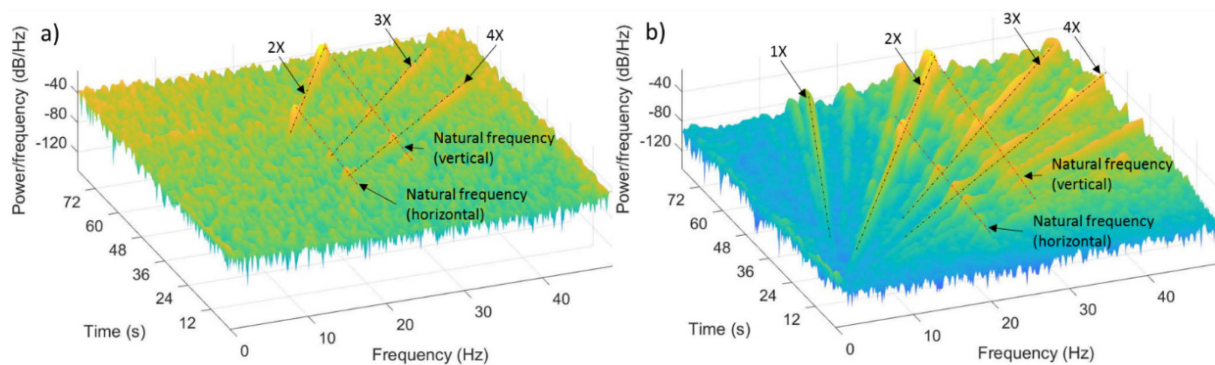 a)
2X
3X
4X
Power/frequency (dB/Hz)
-40
-80
-120
Natural frequency
(vertical)
Natural frequency
(horizontal)
72
60
48
36
24
12
Time (s)
0
10
20
30
40
Frequency (Hz)
b)
1X
2X
3X
4X
Power/frequency (dB/Hz)
-40
-80
-120
Natural frequency
(vertical)
Natural frequency
(horizontal)
72
60
48
36
24
12
Time (s)
0
10
20
30
40
Frequency (Hz)